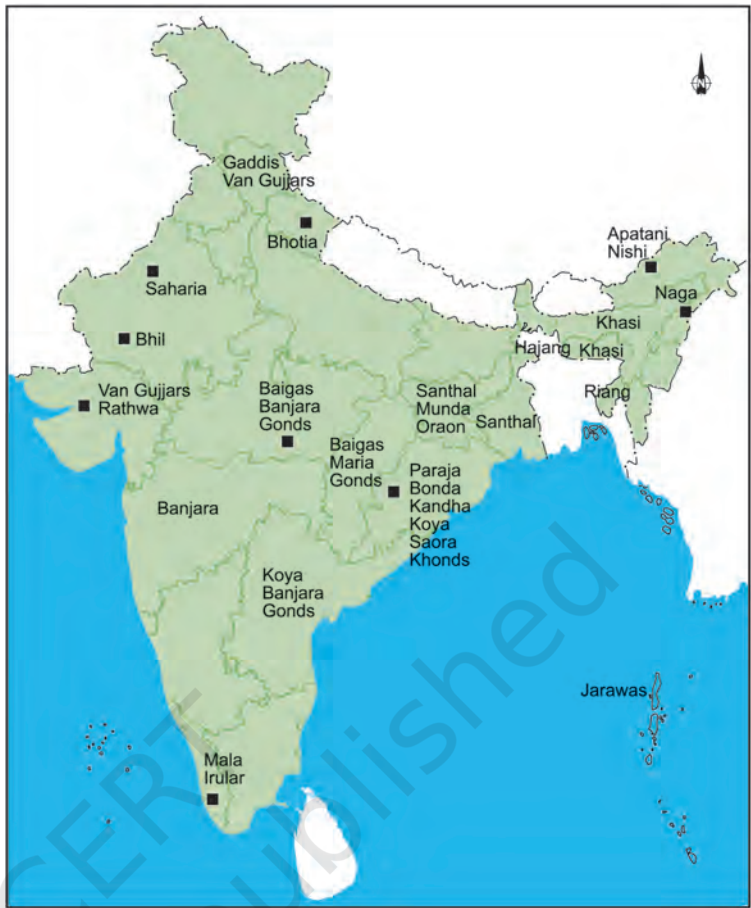 N
Gaddis
Van Gujjars
Bhotia
Apatani
Nishi
Saharia
Naga
Khasi
Bhil
Hajang
Khasi
Van Gujjars
Rathwa
Baigas
Banjara
Gonds
Santhal
Munda
Oraon
Santhal
Riang
Baigas
Maria
Gonds
Paraja
Bonda
Kandha
Koya
Saora
Khonds
Banjara
Koya
Banjara
Gonds
Jarawas
Mala
Irular
CERT
ublished